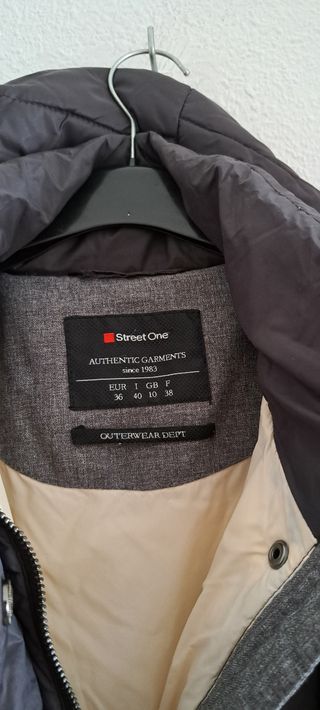 Street One
AUTHENTIC GARMENTS
since 1983
EUR I GB F
36 40 10 38
OUTERWEAR DEPT